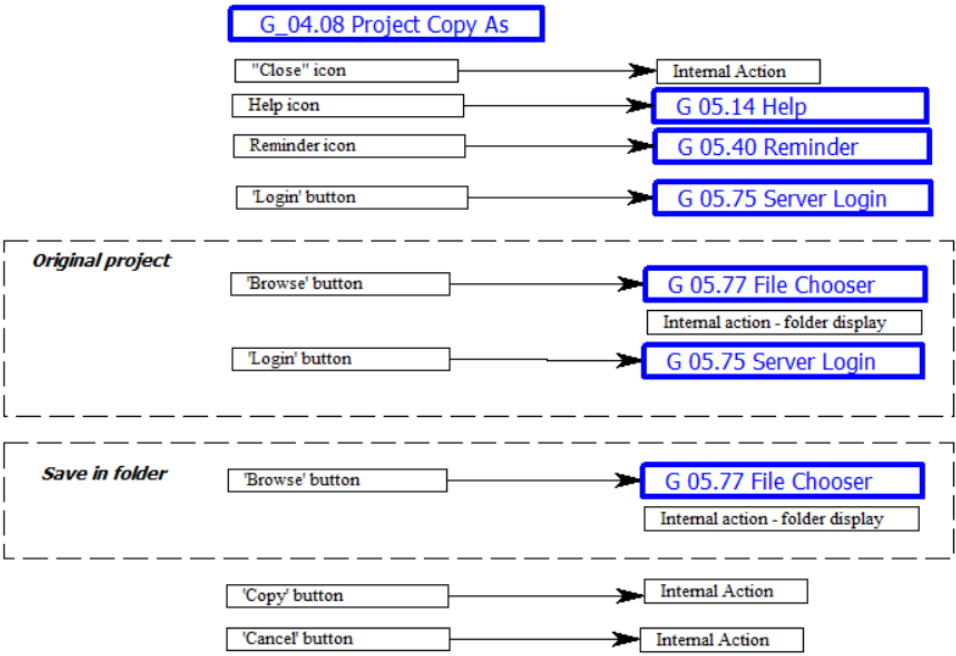 G_04.08 Project Copy As
"Close" icon
Internal Action
Help icon
G 05.14 Help
Reminder icon
G 05.40 Reminder
'Login' button
G 05.75 Server Login
Original project
'Browse' button
G 05.77 File Chooser
Internal action - folder display
'Login' button
G 05.75 Server Login
Save in folder
'Browse' button
G 05.77 File Chooser
Internal action - folder display
'Copy' button
Internal Action
'Cancel' button
Internal Action